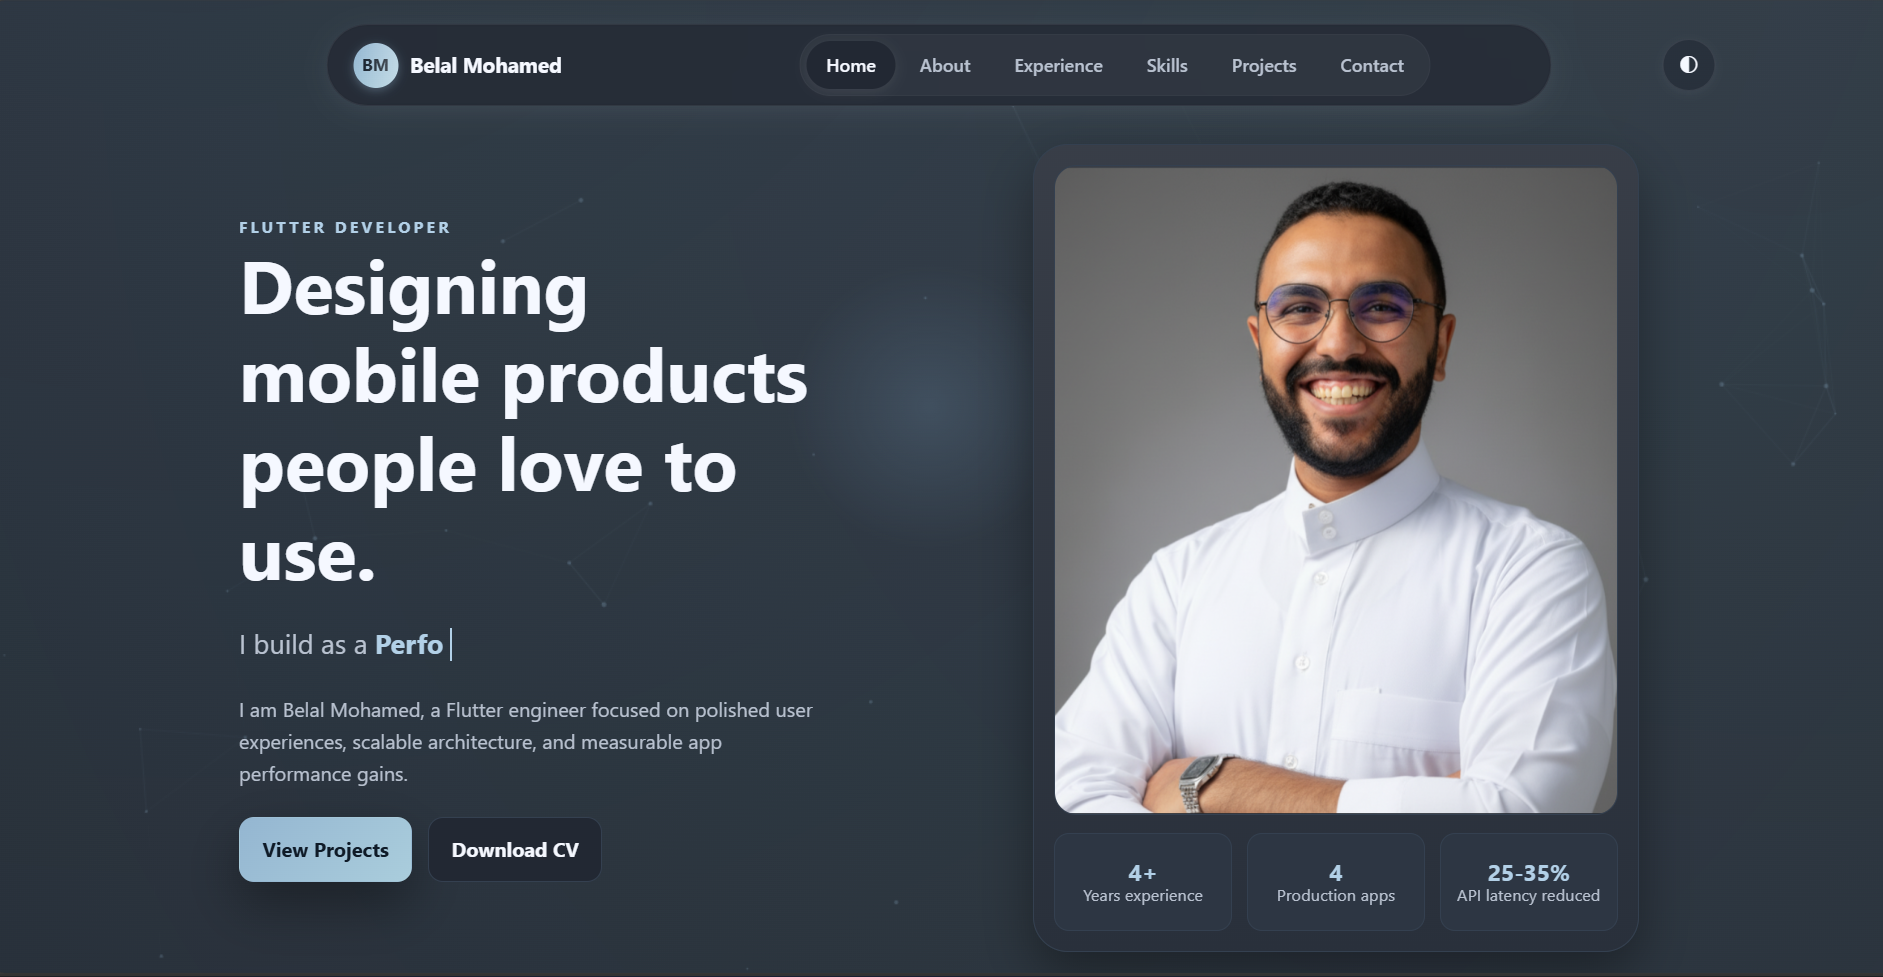 BM Belal Mohamed
Home About Experience Skills Projects Contact
FLUTTER DEVELOPER
Designing
mobile products
people love to
use.
I build as a Perfo
I am Belal Mohamed, a Flutter engineer focused on polished user
experiences, scalable architecture, and measurable app
performance gains.
View Projects Download CV
4+
Years experience
4
Production apps
25-35%
API latency reduced